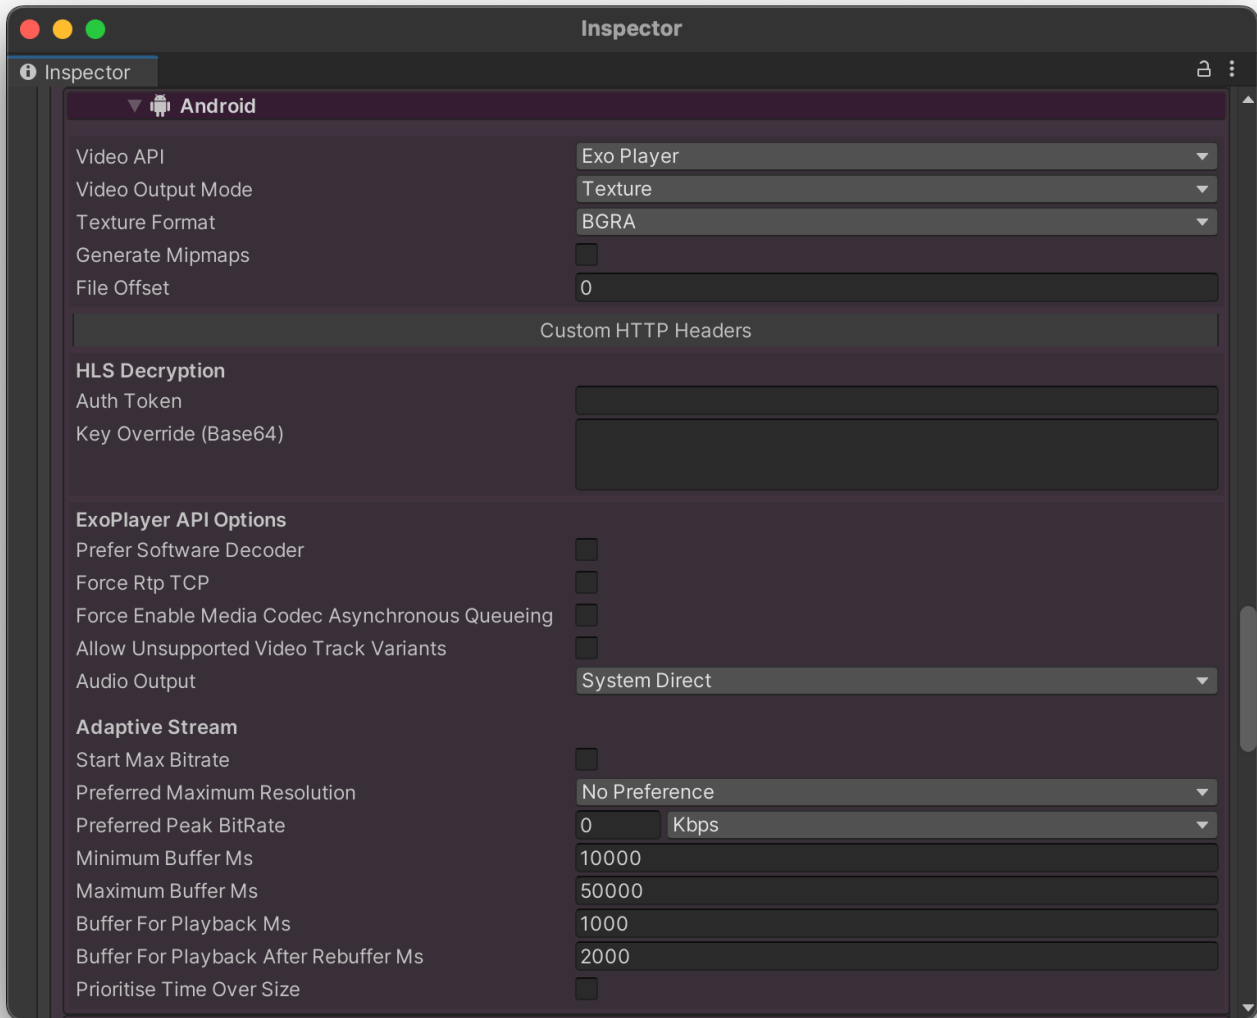 Inspector
Inspector
Android
Video API Exo Player
Video Output Mode Texture
Texture Format BGRA
Generate Mipmaps
File Offset 0
Custom HTTP Headers
HLS Decryption
Auth Token
Key Override (Base64)
ExoPlayer API Options
Prefer Software Decoder
Force Rtp TCP
Force Enable Media Codec Asynchronous Queueing
Allow Unsupported Video Track Variants
Audio Output System Direct
Adaptive Stream
Start Max Bitrate
Preferred Maximum Resolution No Preference
Preferred Peak BitRate 0 Kbps
Minimum Buffer Ms 10000
Maximum Buffer Ms 50000
Buffer For Playback Ms 1000
Buffer For Playback After Rebuffer Ms 2000
Prioritise Time Over Size